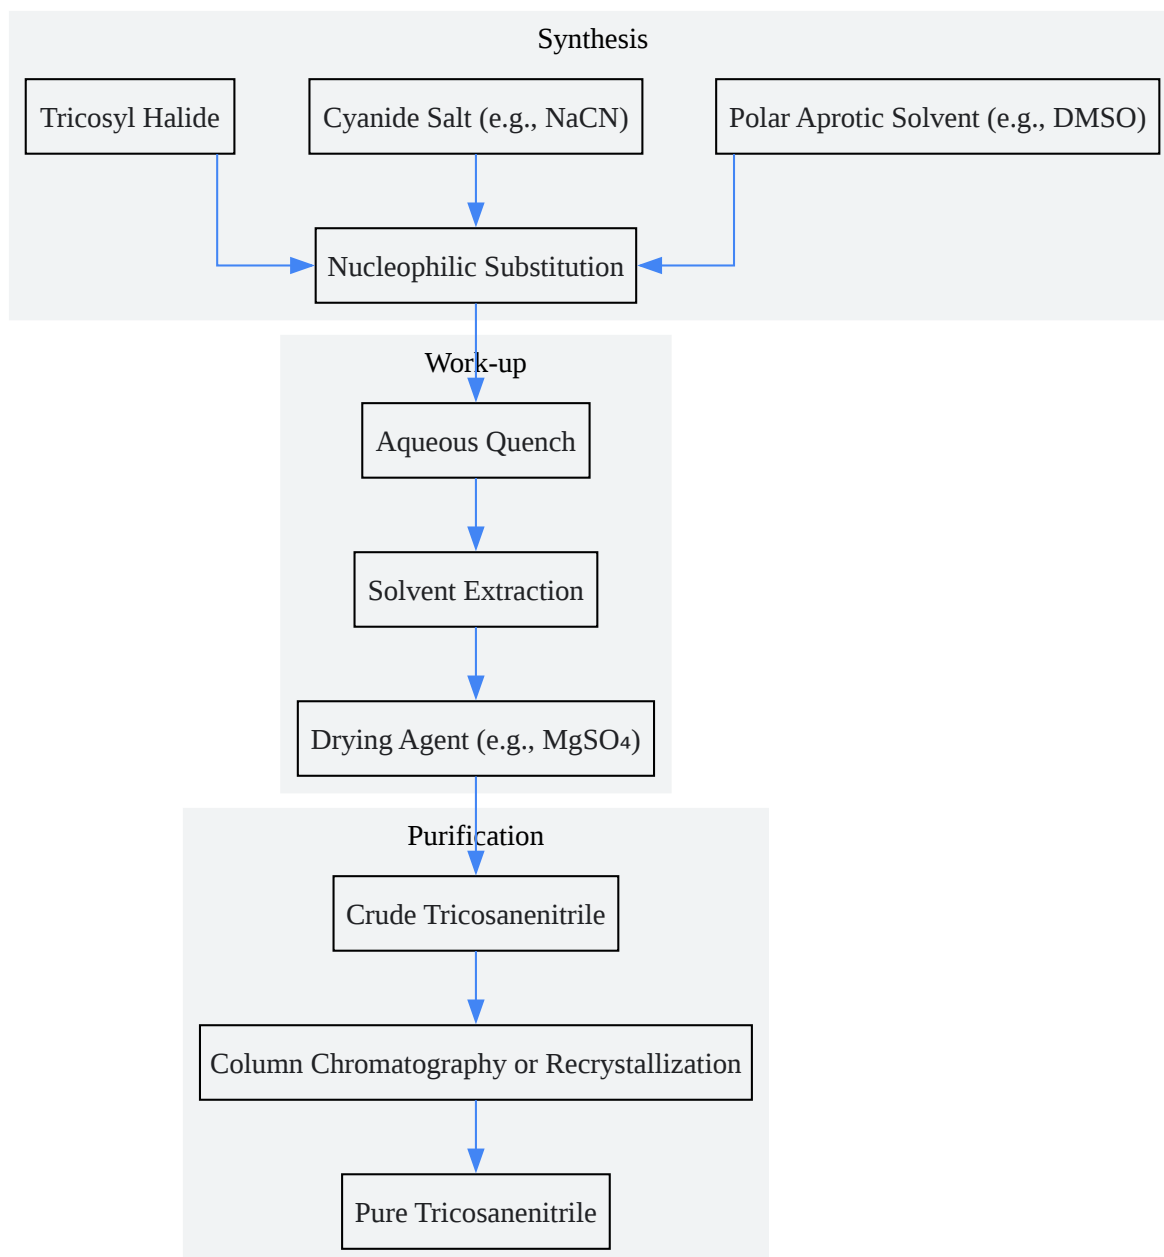 Synthesis
Tricosyl Halide
Cyanide Salt (e.g., NaCN)
Polar Aprotic Solvent (e.g., DMSO)
Nucleophilic Substitution
Work-up
Aqueous Quench
Solvent Extraction
Drying Agent (e.g., MgSO₄)
Purification
Crude Tricosanenitrile
Column Chromatography or Recrystallization
Pure Tricosanenitrile